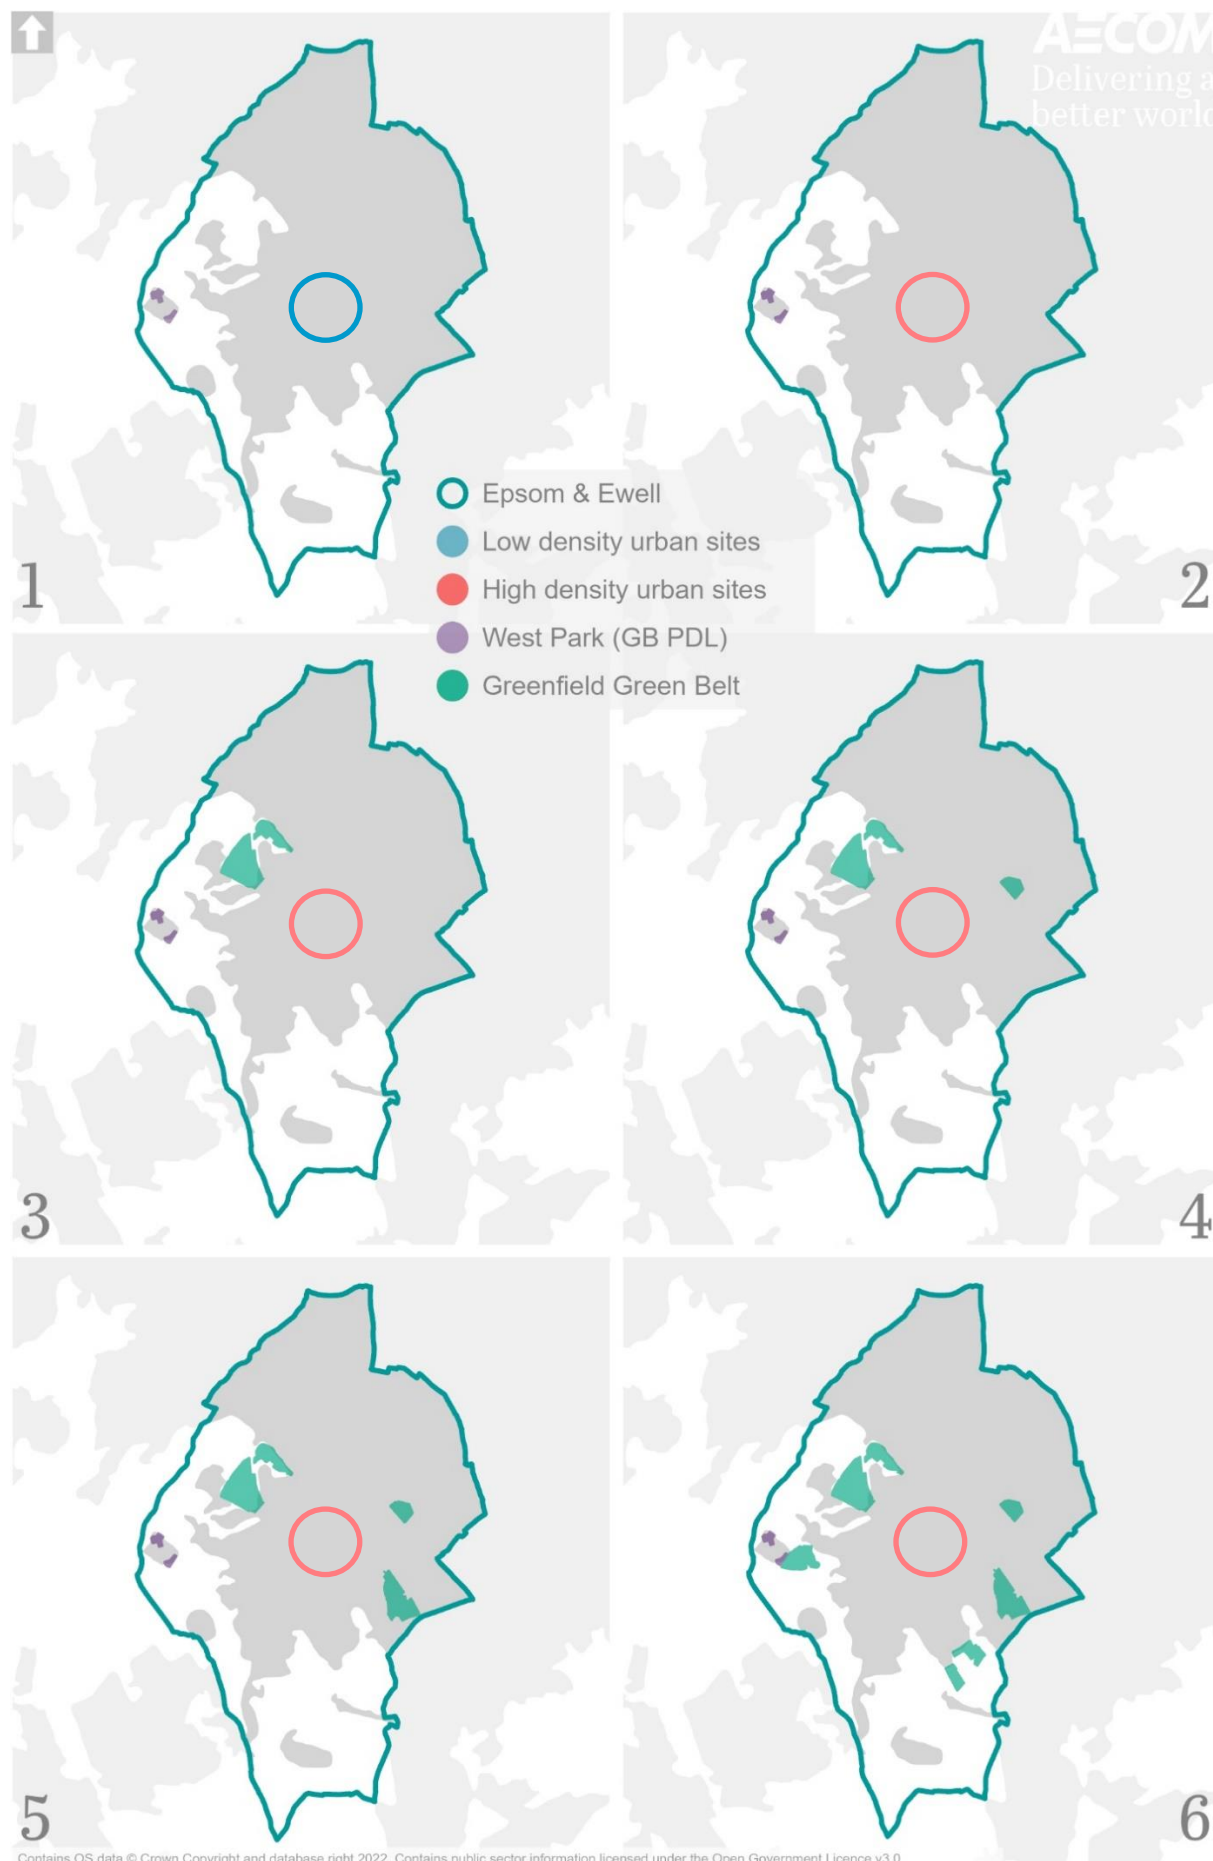 AECOM
Delivering a
better world
Epsom & Ewell
Low density urban sites
High density urban sites
West Park (GB PDL)
Greenfield Green Belt
1
2
3
4
5
6
Contains OS data © Crown Copyright and database right 2022. Contains public sector information licensed under the Open Government Licence v3.0